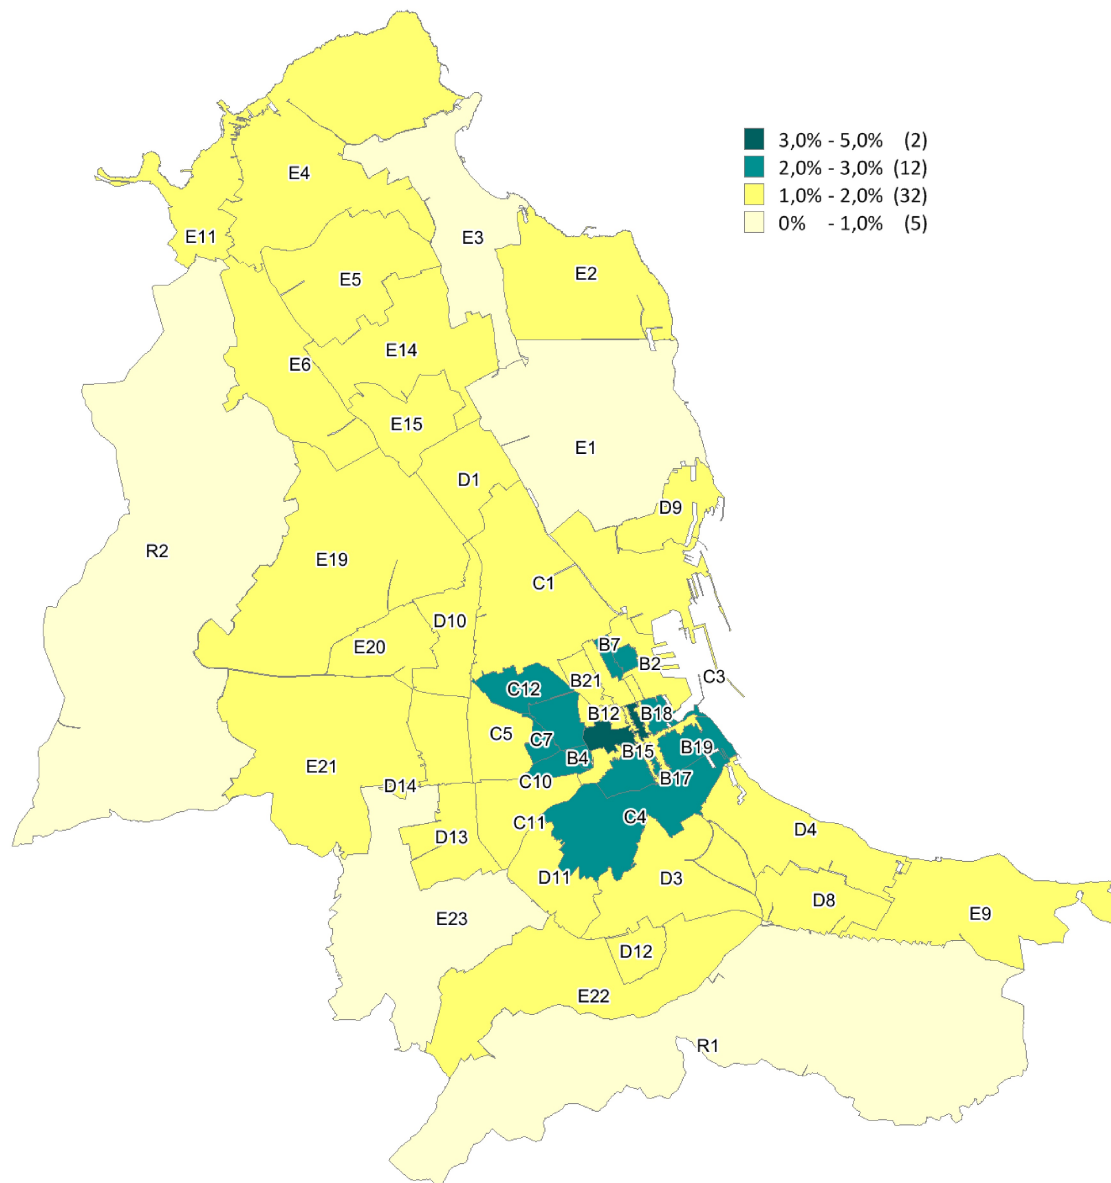 3,0% - 5,0% (2)
2,0% - 3,0% (12)
1,0% - 2,0% (32)
0% - 1,0% (5)
E4
E11
E3
E2
E5
E14
E6
E15
E1
D1
D9
R2
E19
C1
D10
E20
B7
B2
C3
B21
C12
B12
B18
C5
C7
B15
B19
B4
E21
C10
B17
D14
C11
C4
D13
D4
D11
D3
D8
E23
E9
D12
E22
R1